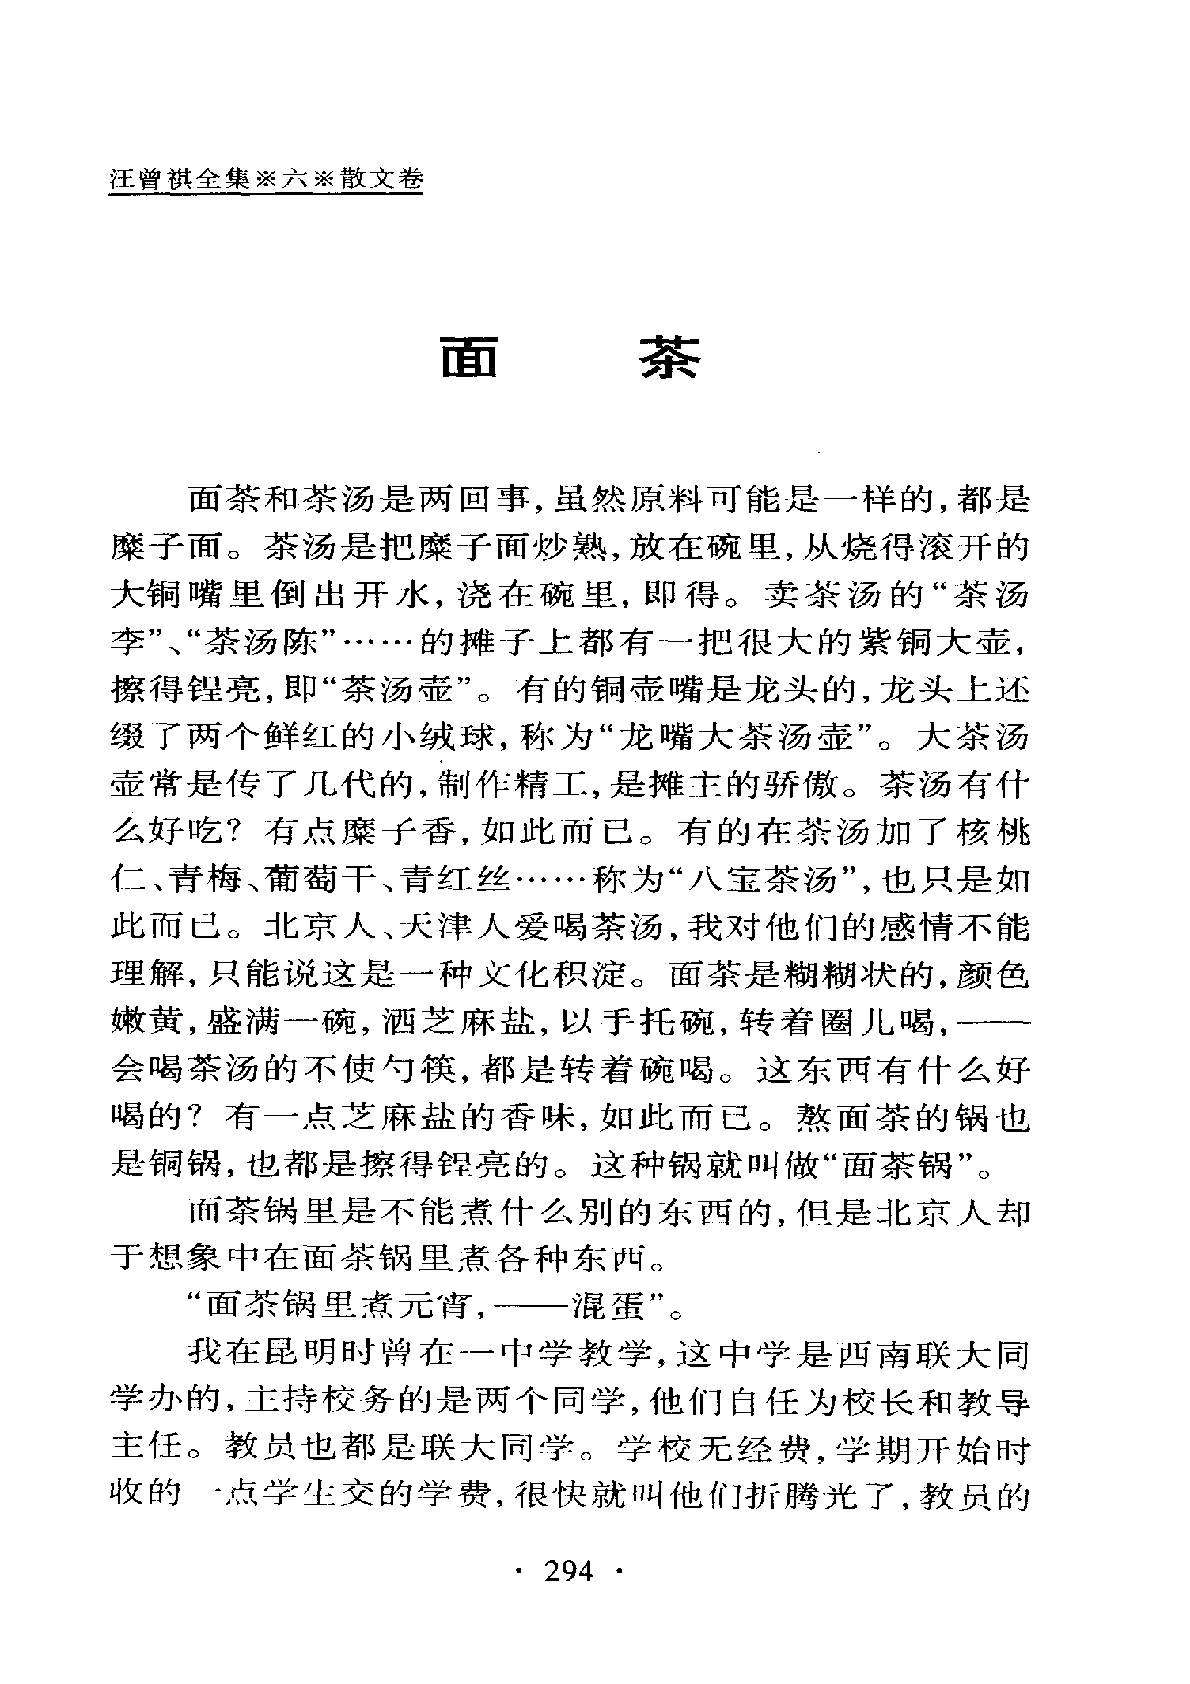 汪曾祺全集※六※散文卷
面 茶
面茶和茶汤是两回事,虽然原料可能是一样的,都是
糜子面。茶汤是把糜子面炒熟,放在碗里,从烧得滚开的
大铜嘴里倒出开水,浇在碗里,即得。卖茶汤的“茶汤
李”、“茶汤陈”……的摊子上都有一把很大的紫铜大壶,
擦得锃亮,即“茶汤壶”。有的铜壶嘴是龙头的,龙头上还
缀了两个鲜红的小绒球,称为“龙嘴大茶汤壶”。大茶汤
壶常是传了几代的,制作精工,是摊主的骄傲。茶汤有什
么好吃?有点糜子香,如此而已。有的在茶汤加了核桃
仁、青梅、葡萄干、青红丝……称为“八宝茶汤”,也只是如
此而已。北京人、天津人爱喝茶汤,我对他们的感情不能
理解,只能说这是一种文化积淀。面茶是糊糊状的,颜色
嫩黄,盛满一碗,洒芝麻盐,以手托碗,转着圈儿喝,——
会喝茶汤的不使勺筷,都是转着碗喝。这东西有什么好
喝的?有一点芝麻盐的香味,如此而已。熬面茶的锅也
是铜锅,也都是擦得锃亮的。这种锅就叫做“面茶锅”。
面茶锅里是不能煮什么别的东西的,但是北京人却
于想象中在面茶锅里煮各种东西。
“面茶锅里煮元宵,——混蛋”。
我在昆明时曾在一中学教学,这中学是西南联大同
学办的,主持校务的是两个同学,他们自任为校长和教导
主任。教员也都是联大同学。学校无经费,学期开始时
收的一点学生交的学费,很快就叫他们折腾光了,教员的
· 294 ·